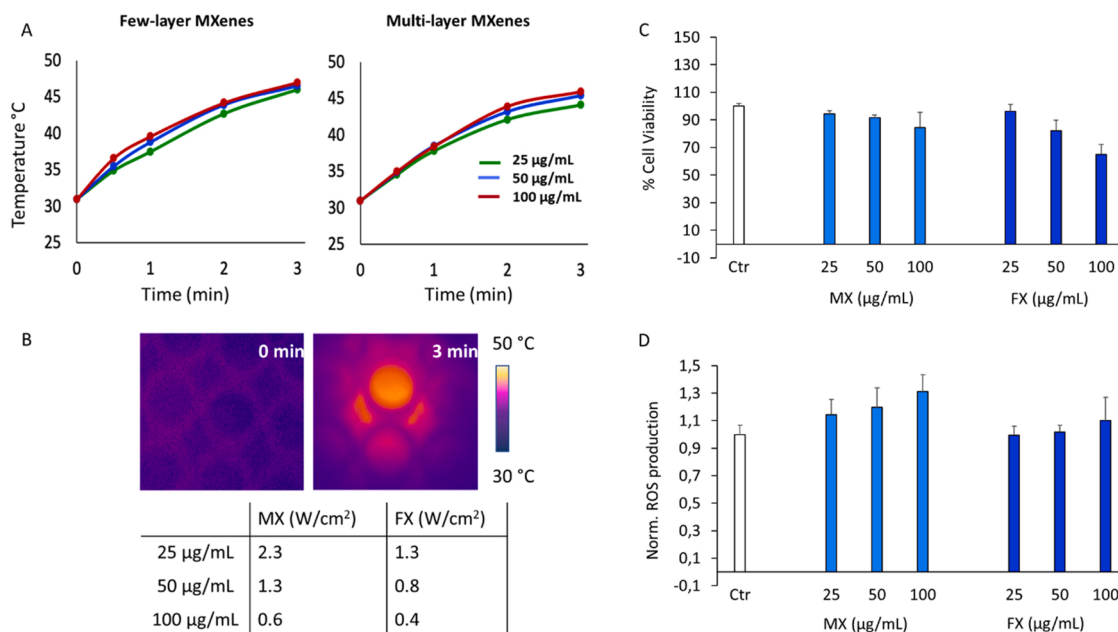 A
Few-layer MXenes
Multi-layer MXenes
Temperature °C
50
45
40
35
30
25
0
1
2
3
Time (min)
50
45
40
35
30
25
0
1
2
3
Time (min)
25 µg/mL
50 µg/mL
100 µg/mL
B
0 min
3 min
50 °C
30 °C
MX (W/cm²) FX (W/cm²)
25 µg/mL 2.3 1.3
50 µg/mL 1.3 0.8
100 µg/mL 0.6 0.4
C
% Cell Viability
150
130
110
90
70
50
30
10
-10
Ctr
25 50 100
25 50 100
MX (µg/mL)
FX (µg/mL)
D
Norm. ROS production
1,5
1,3
1,1
0,9
0,7
0,5
0,3
0,1
-0,1
Ctr
25 50 100
25 50 100
MX (µg/mL)
FX (µg/mL)